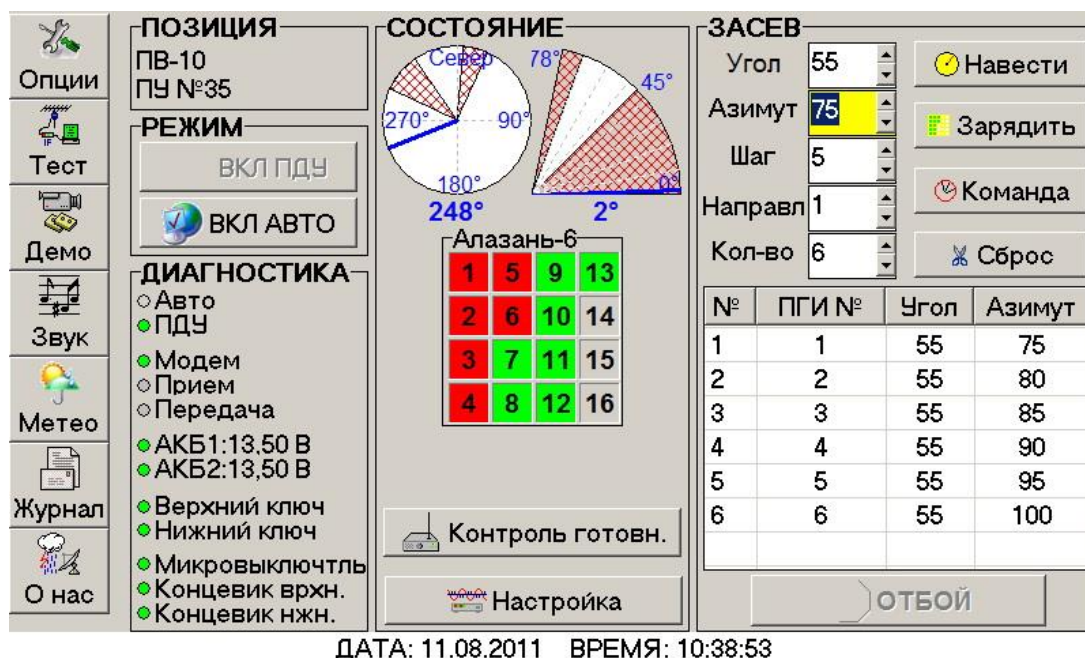 Опции
Тест
Демо
Звук
Метео
Журнал
О нас
ПОЗИЦИЯ
ПВ-10
ПУ №35
РЕЖИМ
ВКЛ ПДУ
ВКЛ АВТО
ДИАГНОСТИКА
Авто
ПДУ
Модем
Прием
Передача
АКБ1:13,50 В
АКБ2:13,50 В
Верхний ключ
Нижний ключ
Микровыключтль
Концевик врхн.
Концевик нжн.
СОСТОЯНИЕ
Север
270° 90°
180°
248°
78°
45°
0°
2°
Алазань-6
1 5 9 13
2 6 10 14
3 7 11 15
4 8 12 16
Контроль готовн.
Настройка
ЗАСЕВ
Угол 55
Азимут 75
Шаг 5
Направл 1
Кол-во 6
Навести
Зарядить
Команда
Сброс
№ ПГИ № Угол Азимут
1 1 55 75
2 2 55 80
3 3 55 85
4 4 55 90
5 5 55 95
6 6 55 100
ОТБОЙ
ДАТА: 11.08.2011 ВРЕМЯ: 10:38:53